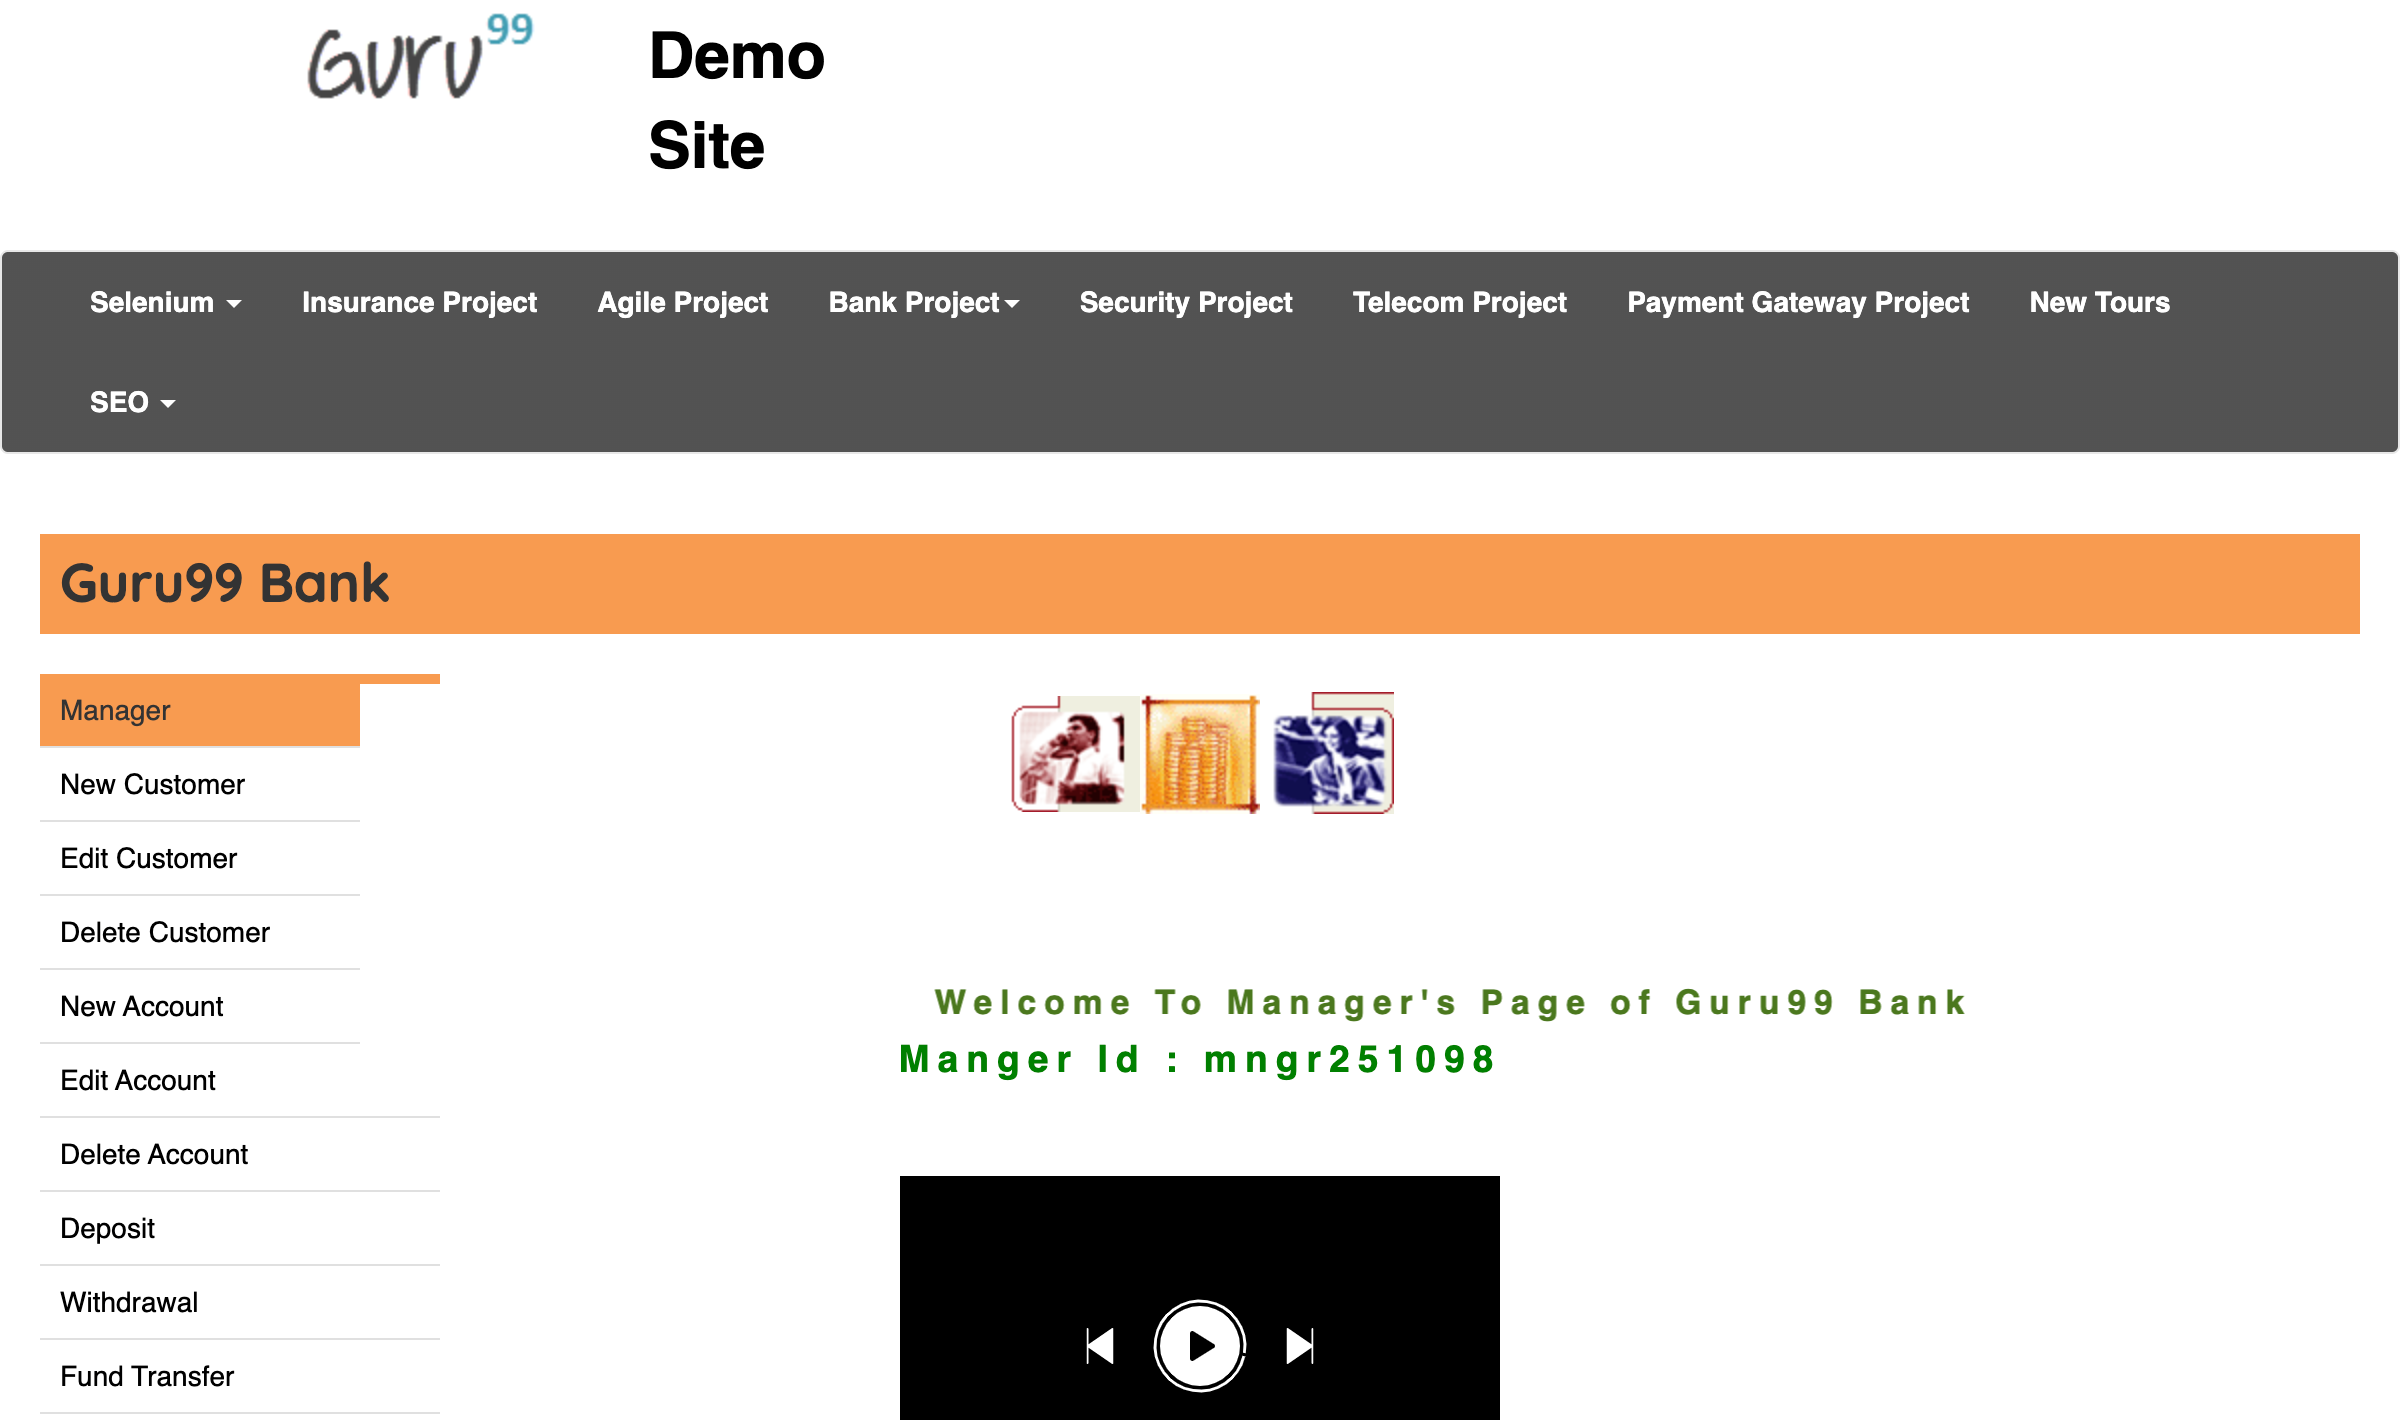 Guru99
Demo
Site
Selenium Insurance Project Agile Project Bank Project Security Project Telecom Project Payment Gateway Project New Tours
SEO
Guru99 Bank
Manager
New Customer
Edit Customer
Delete Customer
New Account
Edit Account
Delete Account
Deposit
Withdrawal
Fund Transfer
Welcome To Manager's Page of Guru99 Bank
Manger Id : mngr251098